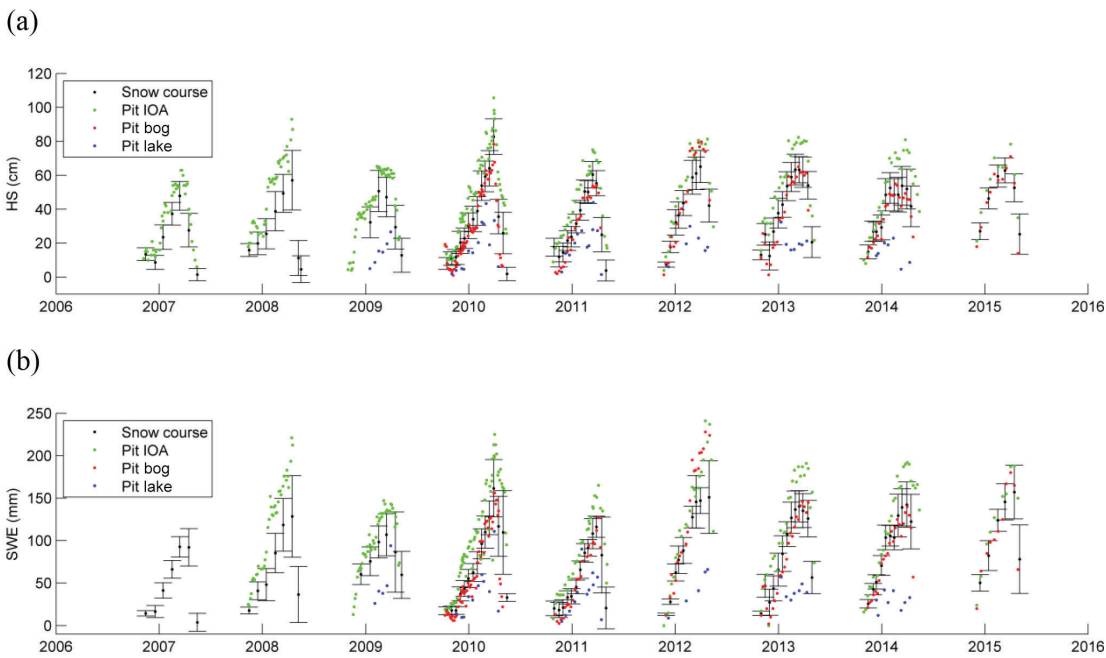 (a)
120
100
80
60
40
20
0
HS (cm)
Snow course
Pit IOA
Pit bog
Pit lake
2006 2007 2008 2009 2010 2011 2012 2013 2014 2015 2016
(b)
250
200
150
100
50
0
SWE (mm)
Snow course
Pit IOA
Pit bog
Pit lake
2006 2007 2008 2009 2010 2011 2012 2013 2014 2015 2016